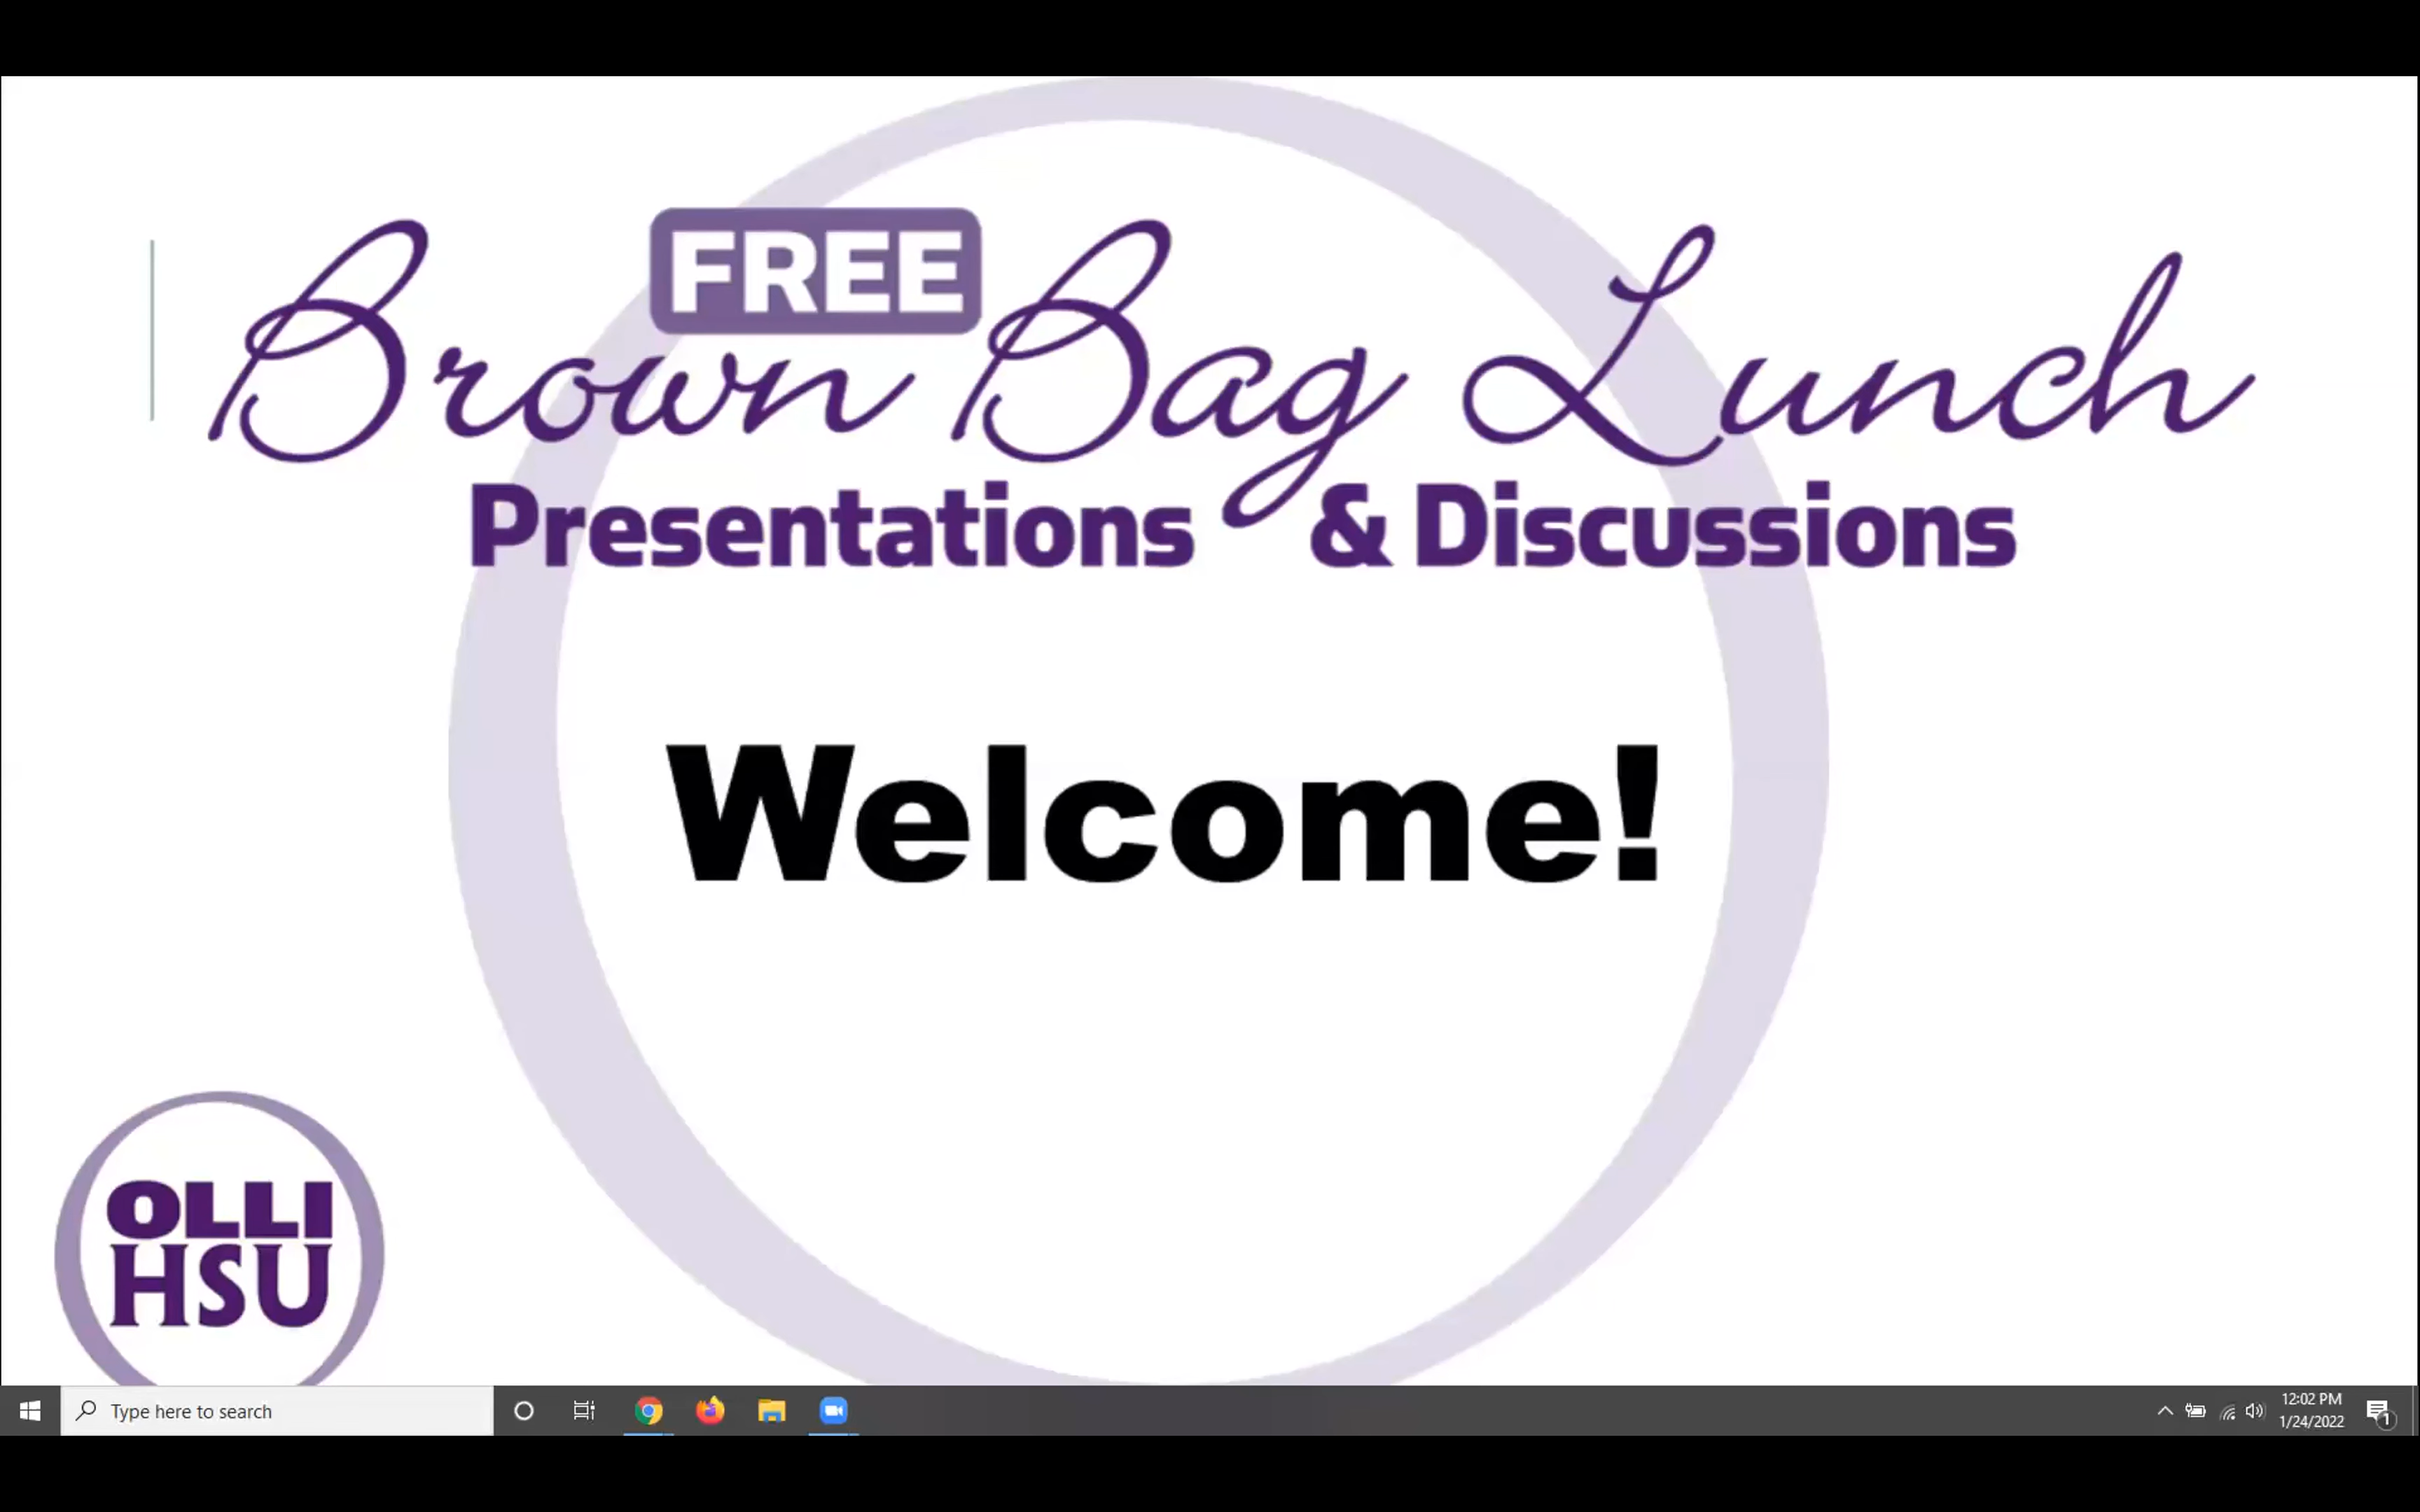 FREE
Brown Bag Lunch
Presentations & Discussions
Welcome!
OLLI
HSU
Type here to search
12:02 PM
1/24/2022
1